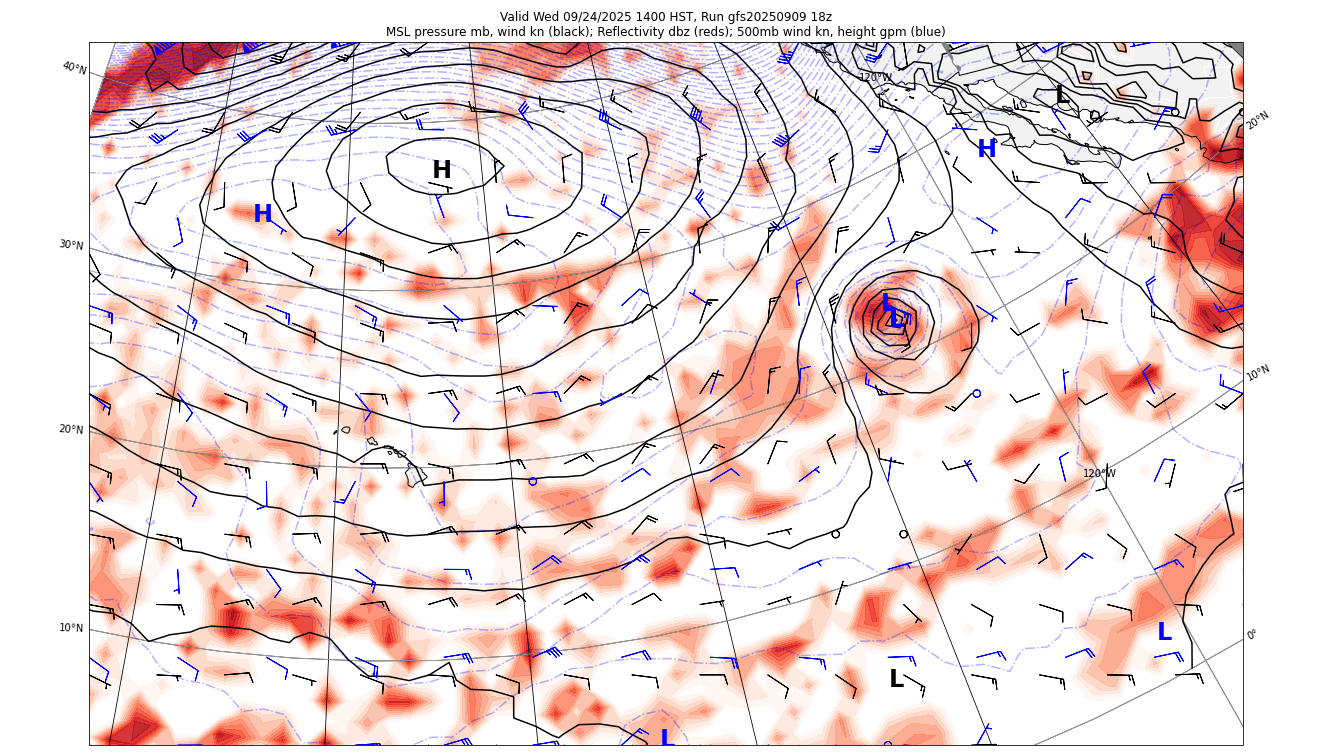 Valid Wed 09/24/2025 1400 HST, Run gfs20250909 18z
MSL pressure mb, wind kn (black); Reflectivity dbz (reds); 500mb wind kn, height gpm (blue)
40°N
120°W
L
20°N
H
H
H
30°N
L
L
10°N
20°N
120°W
10°N
L
0°
L
L